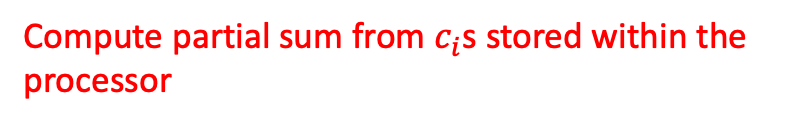 Compute partial sum from cᵢs stored within the
processor